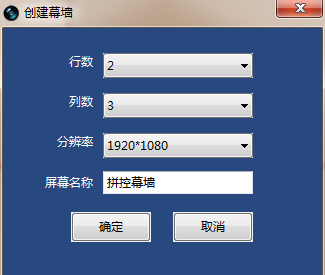 创建幕墙
行数 2
列数 3
分辨率 1920*1080
屏幕名称 拼控幕墙
确定 取消